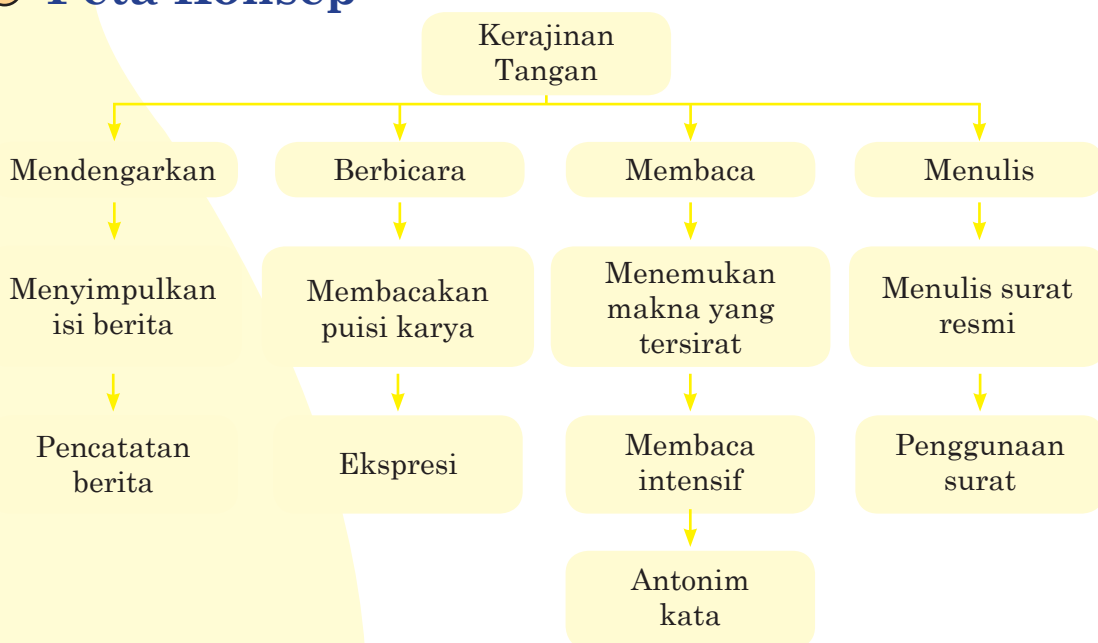 Peta Konsep
Kerajinan
Tangan
Mendengarkan
Berbicara
Membaca
Menulis
Menyimpulkan
isi berita
Membacakan
puisi karya
Menemukan
makna yang
tersirat
Menulis surat
resmi
Pencatatan
berita
Ekspresi
Membaca
intensif
Penggunaan
surat
Antonim
kata